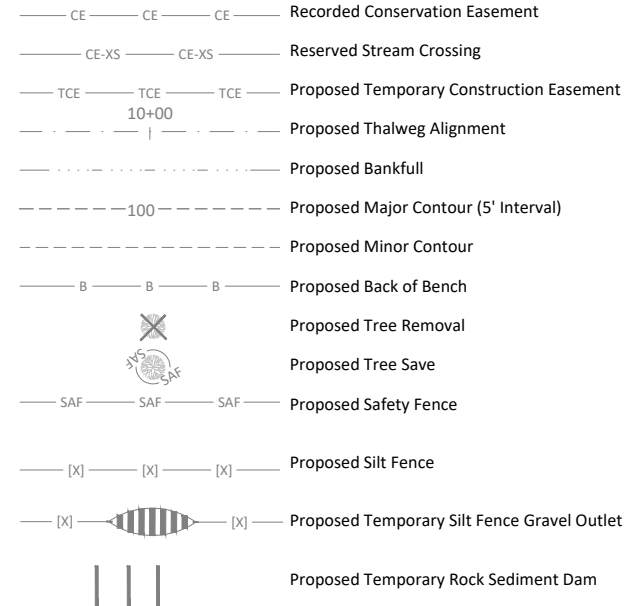 CE CE CE Recorded Conservation Easement
CE-XS CE-XS Reserved Stream Crossing
TCE TCE TCE Proposed Temporary Construction Easement
10+00
Proposed Thalweg Alignment
Proposed Bankfull
100 Proposed Major Contour (5' Interval)
Proposed Minor Contour
B B B Proposed Back of Bench
Proposed Tree Removal
SAF SAF Proposed Tree Save
SAF SAF SAF Proposed Safety Fence
[X] [X] [X] Proposed Silt Fence
[X] [X] Proposed Temporary Silt Fence Gravel Outlet
Proposed Temporary Rock Sediment Dam